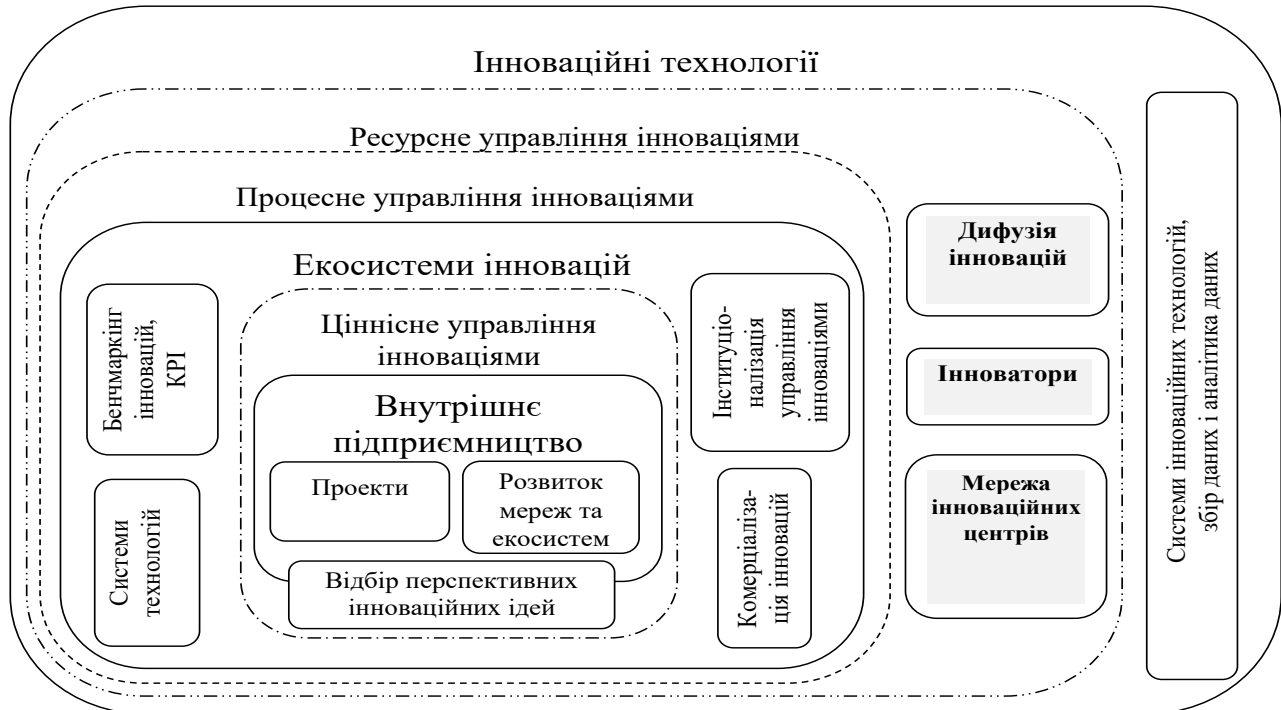 Інноваційні технології
Ресурсне управління інноваціями
Процесне управління інноваціями
Екосистеми інновацій
Ціннісне управління
інноваціями
Внутрішнє
підприємництво
Проекти
Розвиток
мереж та
екосистем
Відбір перспективних
інноваційних ідей
Бенчмаркінг
інновацій,
КРІ
Системи
технологій
Інституціо-
налізація
управління
інноваціями
Комерціаліза-
ція інновацій
Дифузія
інновацій
Інноватори
Мережа
інноваційних
центрів
Системи інноваційних технологій,
збір даних і аналітика даних